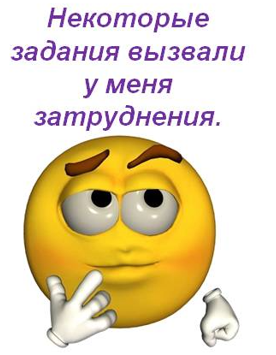 Некоторые
задания вызвали
у меня
затруднения.